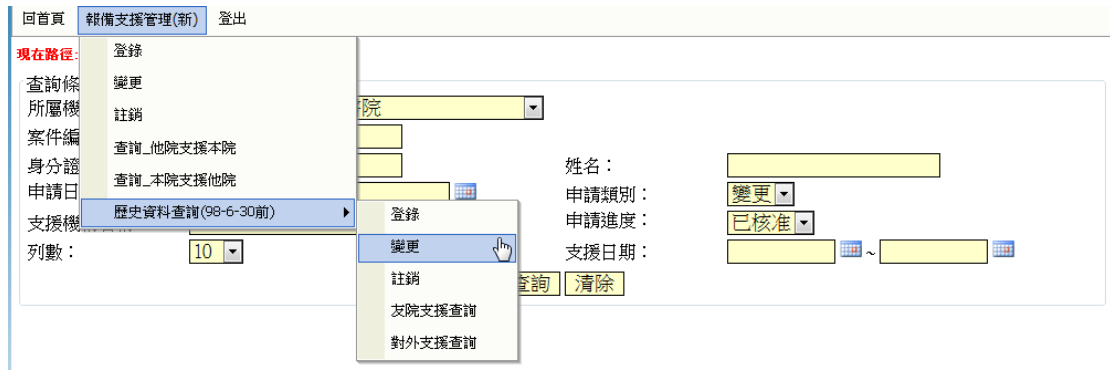 回首頁 報備支援管理(新) 登出
現在路徑:
登錄
查詢條
變更
所屬機 院
註銷
案件編
查詢_他院支援本院
身分證 姓名：
查詢_本院支援他院
申請日 申請類別： 變更
歷史資料查詢(98-6-30前) 登錄
支援機 申請進度： 已核准
列數： 10 變更 支援日期： ~
註銷 查詢 清除
友院支援查詢
對外支援查詢